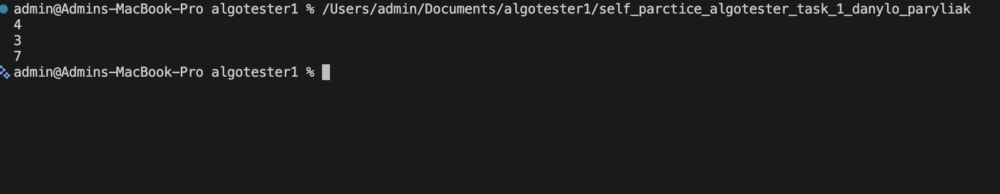 admin@Admins-MacBook-Pro algotester1 % /Users/admin/Documents/algotester1/self_parctice_algotester_task_1_danylo_paryliak
4
3
7
admin@Admins-MacBook-Pro algotester1 %